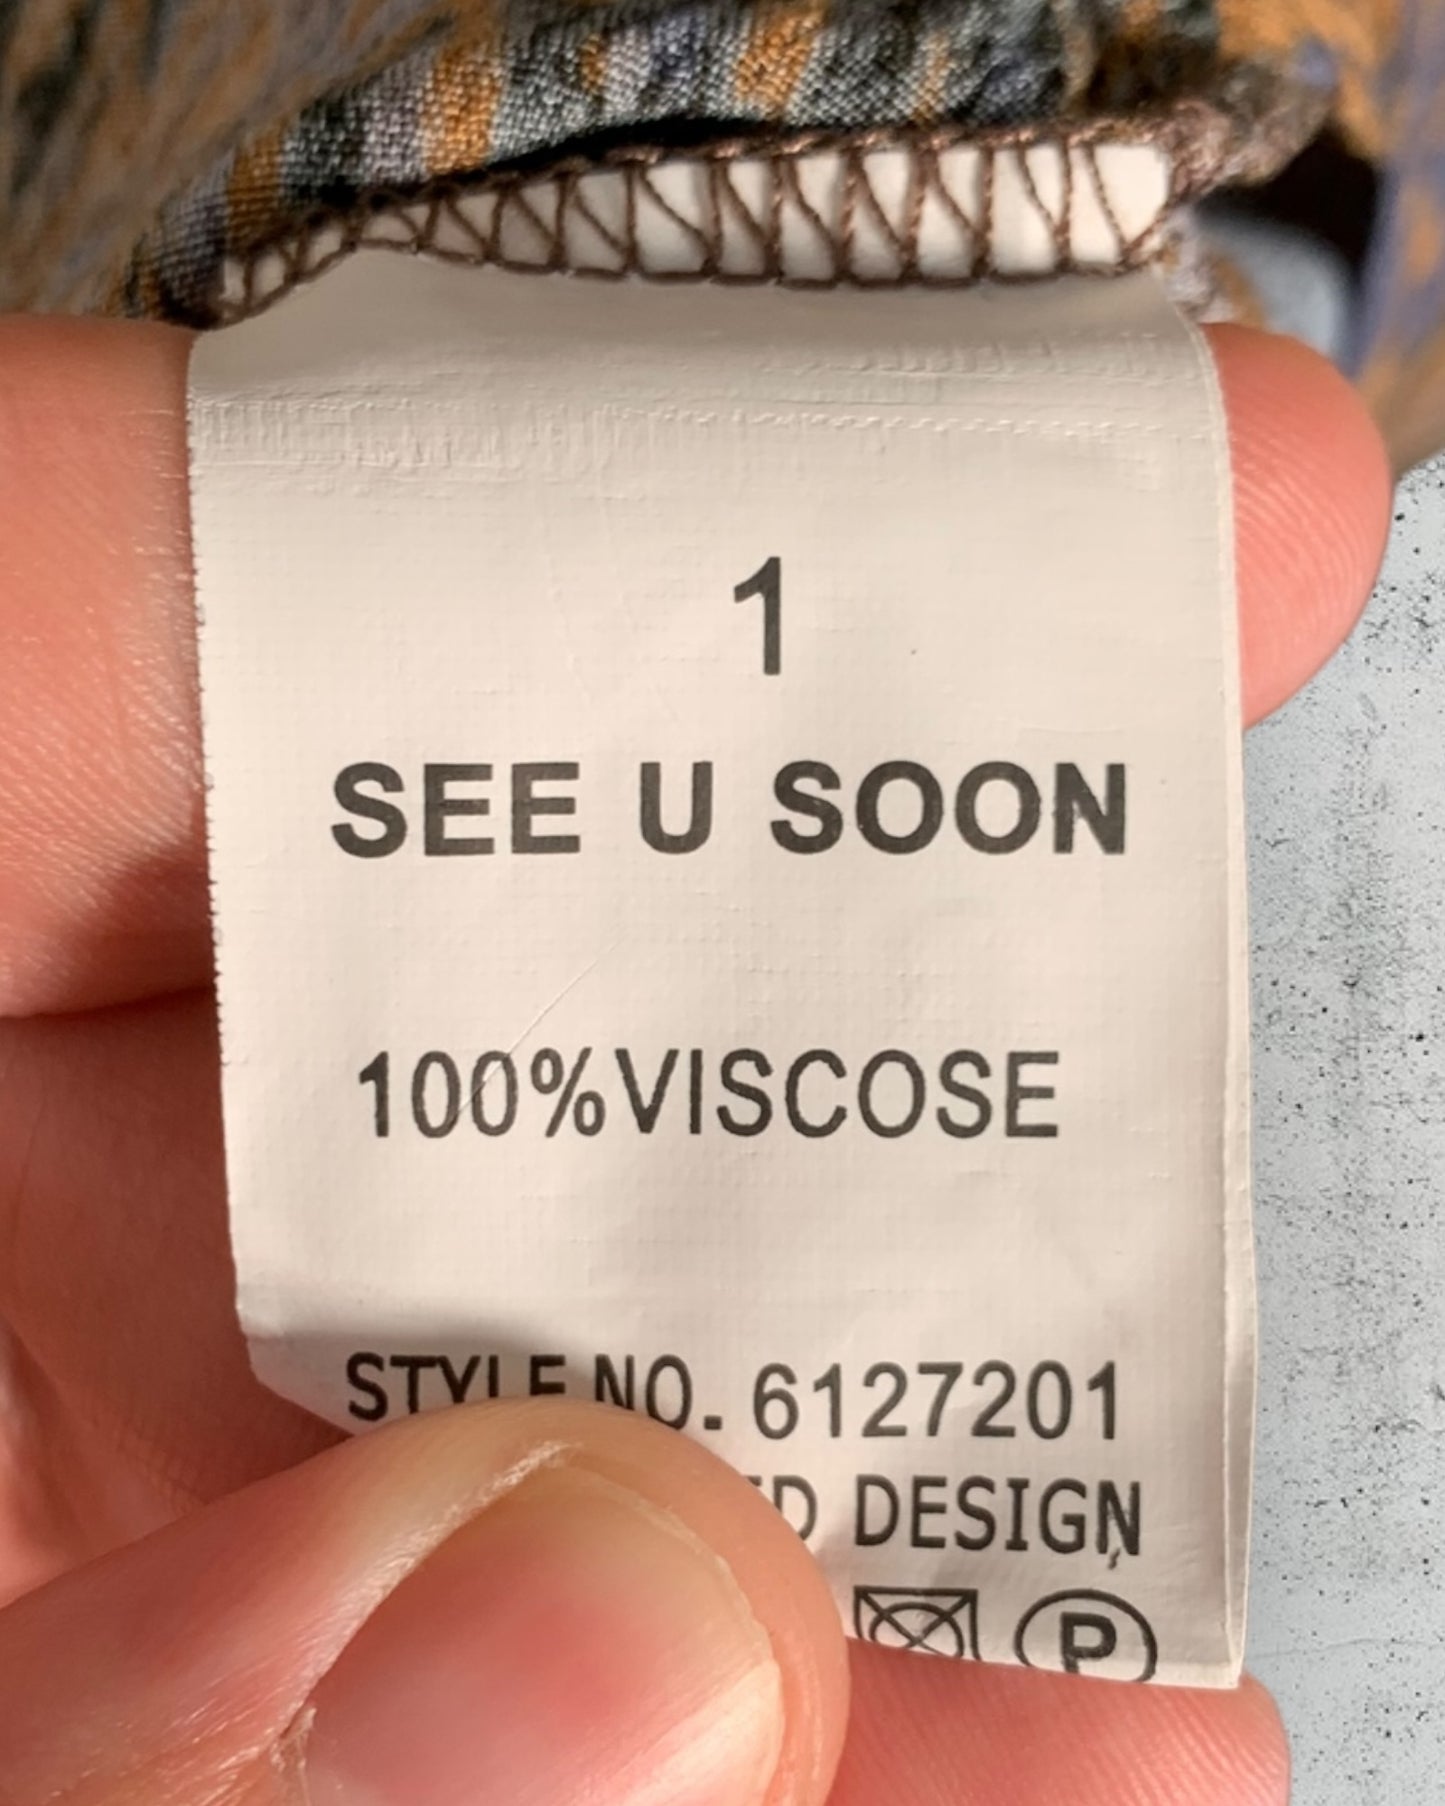 1
SEE U SOON
100%VISCOSE
STYLE NO. 6127201
DESIGN
P